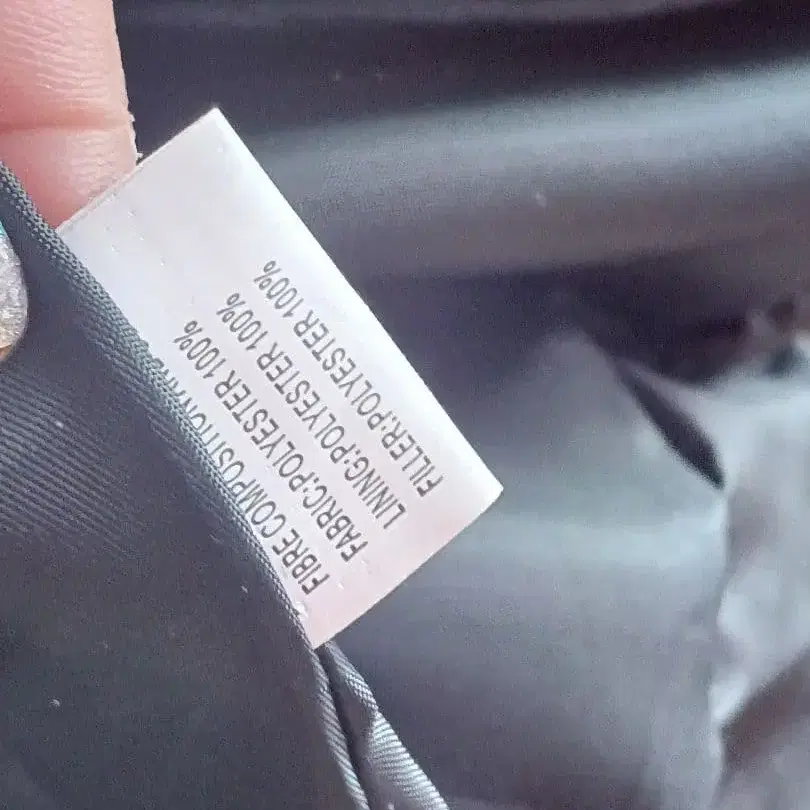 FIBRE COMPOSITION
FABRIC:POLYESTER 100%
LINING:POLYESTER 100%
FILLER:POLYESTER 100%